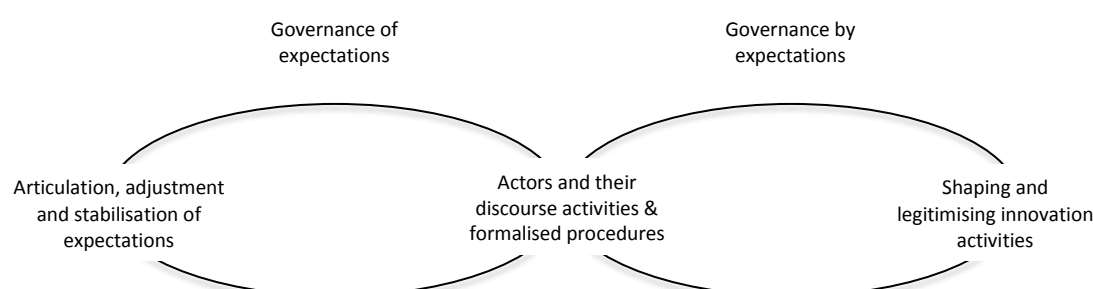 Governance of
expectations
Governance by
expectations
Articulation, adjustment
and stabilisation of
expectations
Actors and their
discourse activities &
formalised procedures
Shaping and
legitimising innovation
activities